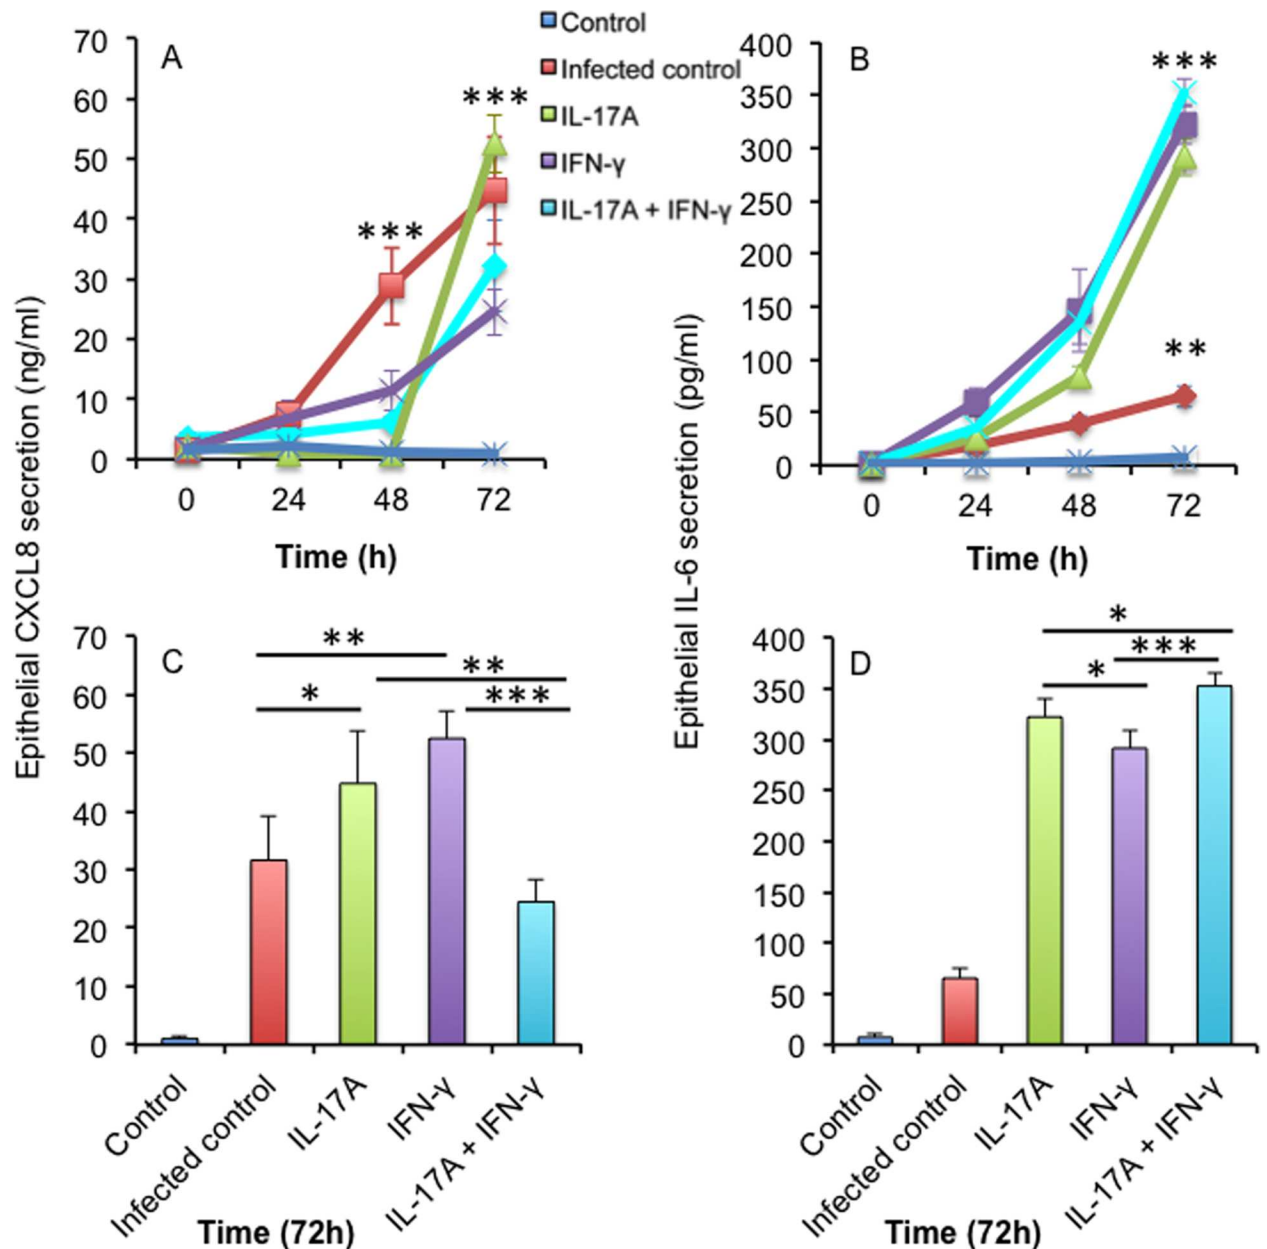 A
Epithelial CXCL8 secretion (ng/ml)
70
60
50
40
30
20
10
0
***
***
0 24 48 72
Time (h)
Control
Infected control
IL-17A
IFN-γ
IL-17A + IFN-γ
B
Epithelial IL-6 secretion (pg/ml)
400
350
300
250
200
150
100
50
0
***
**
0 24 48 72
Time (h)
C
70
60
50
40
30
20
10
0
**
**
*
***
Control
Infected control
IL-17A
IFN-γ
IL-17A + IFN-γ
Time (72h)
D
400
350
300
250
200
150
100
50
0
*
***
*
Control
Infected control
IL-17A
IFN-γ
IL-17A + IFN-γ
Time (72h)